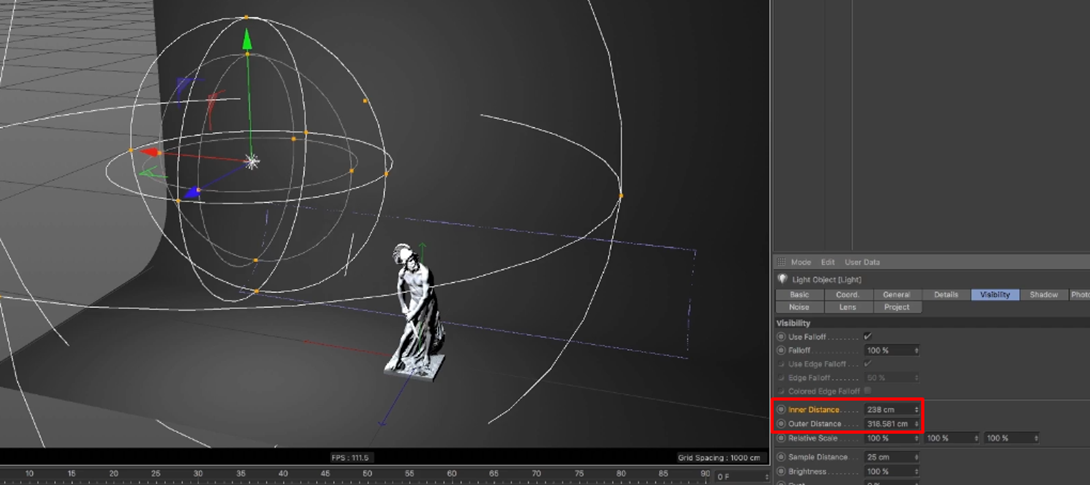 Mode Edit User Data
Light Object [Light]
Basic Coord. General Details Visibility Shadow Photo
Noise Lens Project
Visibility
Use Falloff
Falloff 100 %
Use Edge Falloff
Edge Falloff 50 %
Colored Edge Falloff
Inner Distance 238 cm
Outer Distance 316.581 cm
Relative Scale 100 % 100 % 100 %
Sample Distance 25 cm
Brightness 100 %
FPS : 111.5 Grid Spacing : 1000 cm
10 15 20 25 30 35 40 45 50 55 60 65 70 75 80 85 90 0 F